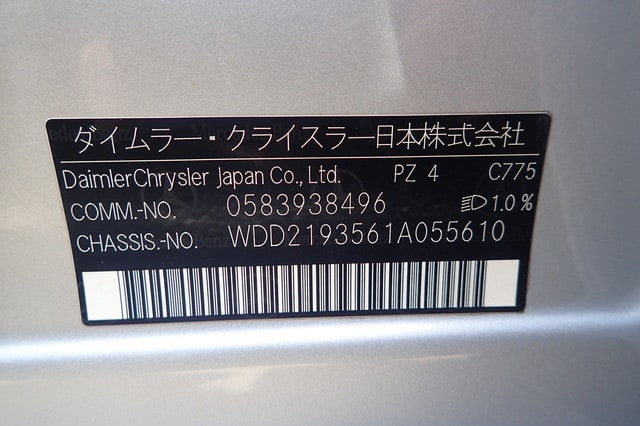 ダイムラー・クライスラー日本株式会社
DaimlerChrysler Japan Co., Ltd. PZ 4 C775
COMM.-NO. 0583938496 1.0 %
CHASSIS.-NO. WDD2193561A055610